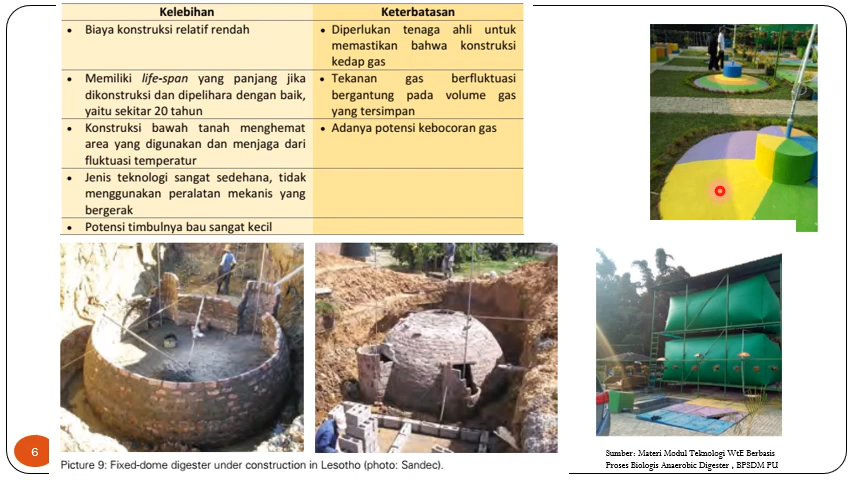 Kelebihan
Keterbatasan
• Biaya konstruksi relatif rendah
• Diperlukan tenaga ahli untuk
memastikan bahwa konstruksi
kedap gas
• Memiliki life-span yang panjang jika
dikonstruksi dan dipelihara dengan baik,
yaitu sekitar 20 tahun
• Tekanan gas berfluktuasi
bergantung pada volume gas
yang tersimpan
• Konstruksi bawah tanah menghemat
area yang digunakan dan menjaga dari
fluktuasi temperatur
• Adanya potensi kebocoran gas
• Jenis teknologi sangat sedehana, tidak
menggunakan peralatan mekanis yang
bergerak
• Potensi timbulnya bau sangat kecil
6
Picture 9: Fixed-dome digester under construction in Lesotho (photo: Sandec).
Sumber: Materi Modul Teknologi WtE Berbasis
Proses Biologis Anaerobic Digester , BPSDM PU